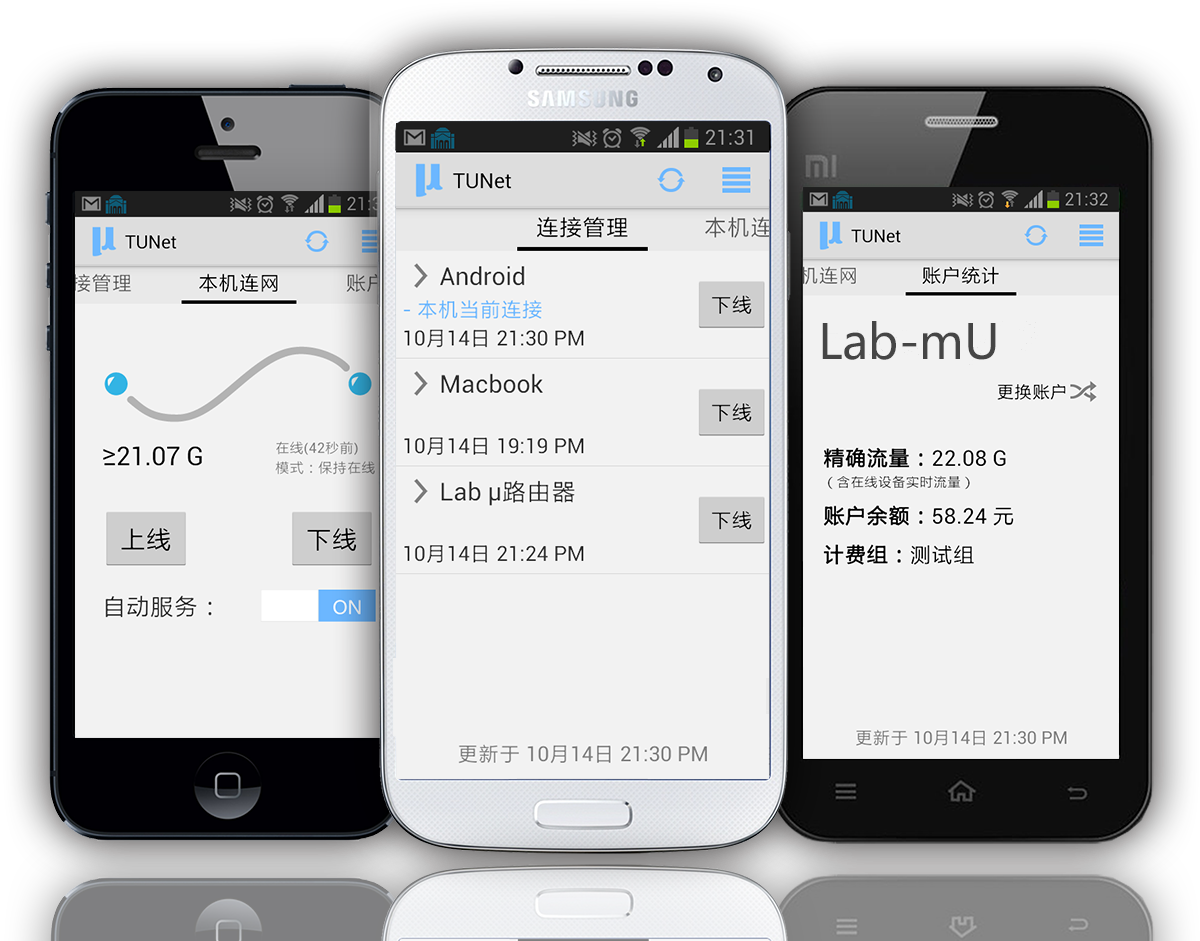 21:3
TUNet
接管理
本机连网
账户
≥21.07 G
在线(42秒前)
模式：保持在线
上线
下线
自动服务：
ON
SAMSUNG
21:31
TUNet
连接管理
本机连
Android
- 本机当前连接
10月14日 21:30 PM
下线
Macbook
10月14日 19:19 PM
下线
Lab μ路由器
10月14日 21:24 PM
下线
更新于 10月14日 21:30 PM
mi
21:32
TUNet
机连网
账户统计
Lab-mU
更换账户
精确流量：22.08 G
（含在线设备实时流量）
账户余额：58.24 元
计费组：测试组
更新于 10月14日 21:30 PM